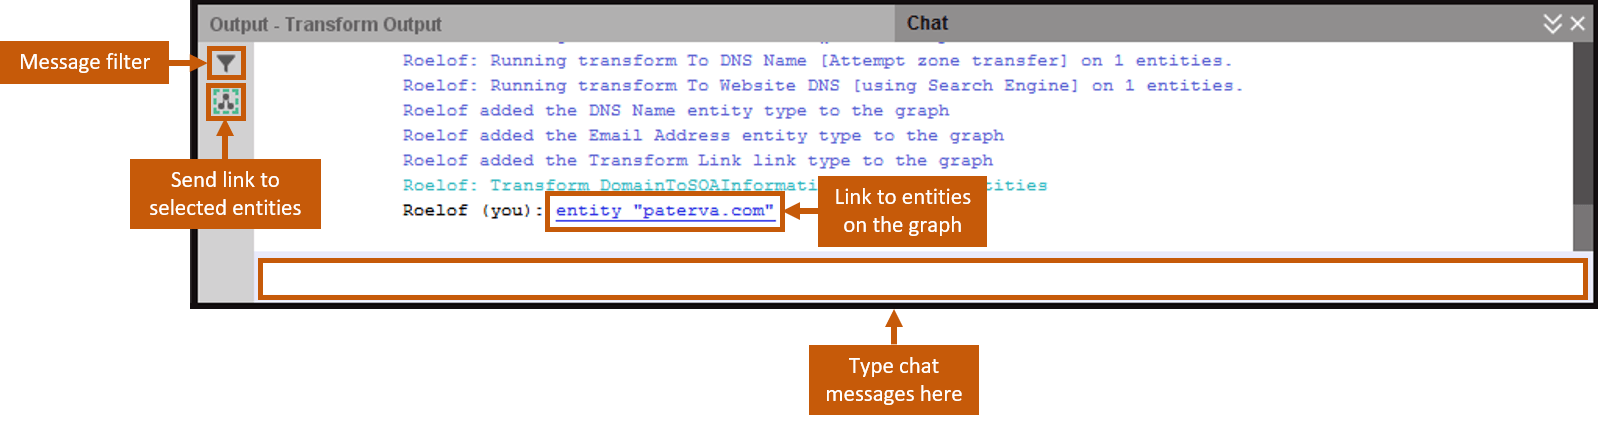 Output - Transform Output
Chat
Message filter
Roelof: Running transform To DNS Name [Attempt zone transfer] on 1 entities.
Roelof: Running transform To Website DNS [using Search Engine] on 1 entities.
Roelof added the DNS Name entity type to the graph
Roelof added the Email Address entity type to the graph
Roelof added the Transform Link link type to the graph
Roelof: Transform DomainToSOAInformati tities
Roelof (you): entity "paterva.com"
Send link to
selected entities
Link to entities
on the graph
Type chat
messages here